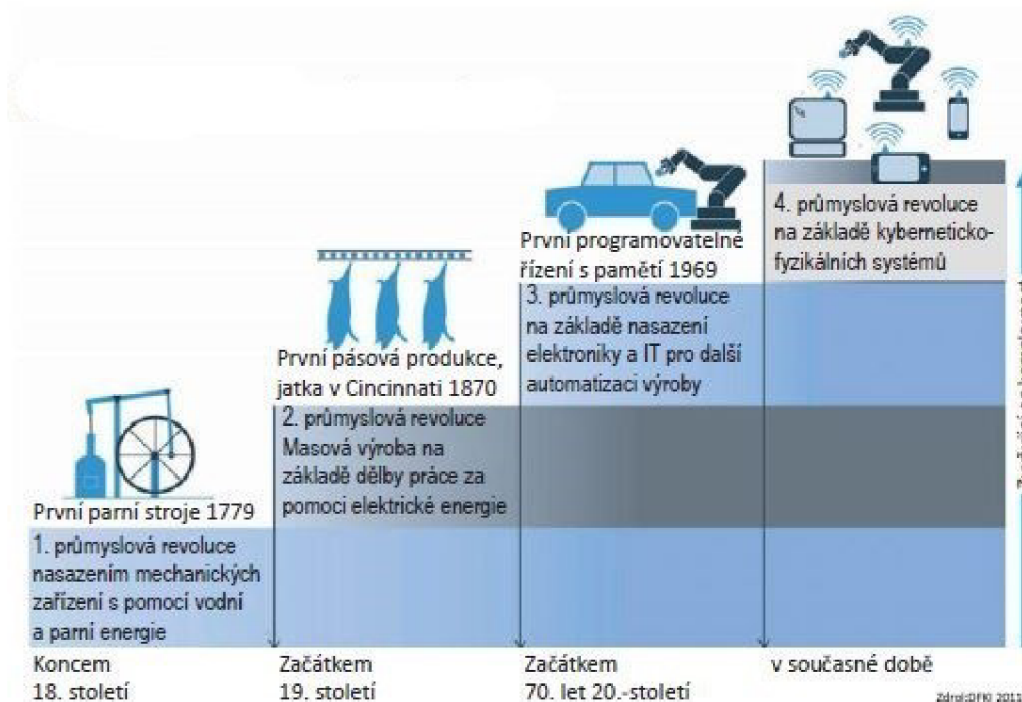 4. průmyslová revoluce
na základě kyberneticko-
fyzikálních systémů
První programovatelné
řízení s pamětí 1969
3. průmyslová revoluce
na základě nasazení
elektroniky a IT pro další
automatizaci výroby
První pásová produkce,
jatka v Cincinnati 1870
2. průmyslová revoluce
Masová výroba na
základě dělby práce za
pomoci elektrické energie
První parní stroje 1779
1. průmyslová revoluce
nasazením mechanických
zařízení s pomocí vodní
a parní energie
Koncem
18. století
Začátkem
19. století
Začátkem
70. let 20.-století
v současné době
Zdroj:DFKI 2011